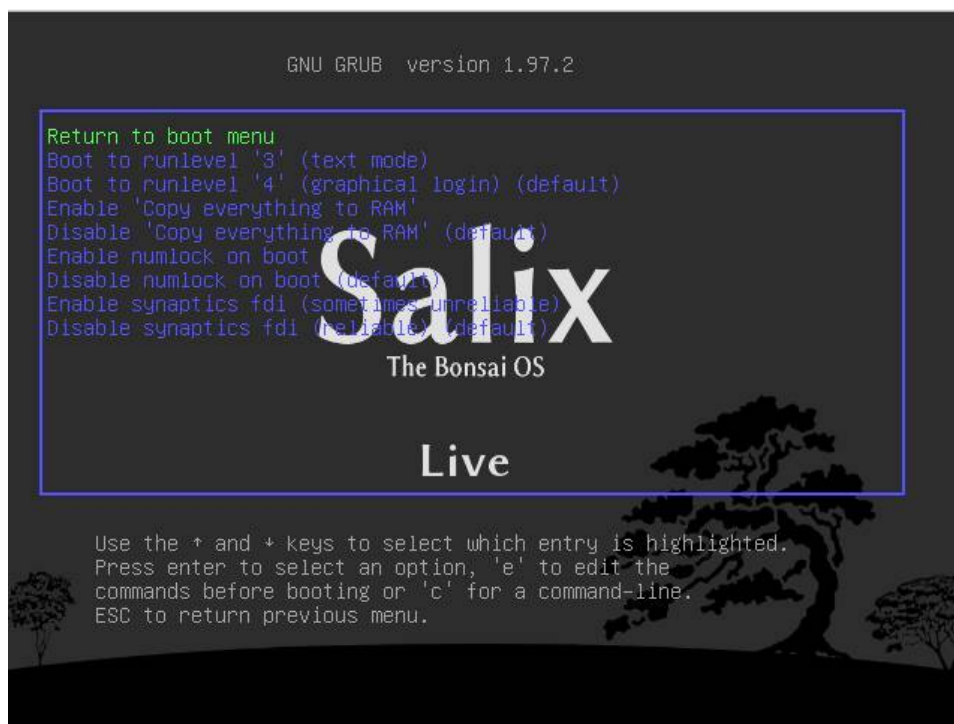 GNU GRUB  version 1.97.2
Return to boot menu
Boot to runlevel '3' (text mode)
Boot to runlevel '4' (graphical login) (default)
Enable 'Copy everything to RAM'
Disable 'Copy everything to RAM' (default)
Enable numlock on boot
Disable numlock on boot (default)
Enable synaptics fdi (sometimes unreliable)
Disable synaptics fdi (reliable) (default)
Salix
The Bonsai OS
Live
Use the ↑ and ↓ keys to select which entry is highlighted.
Press enter to select an option, 'e' to edit the
commands before booting or 'c' for a command-line.
ESC to return previous menu.